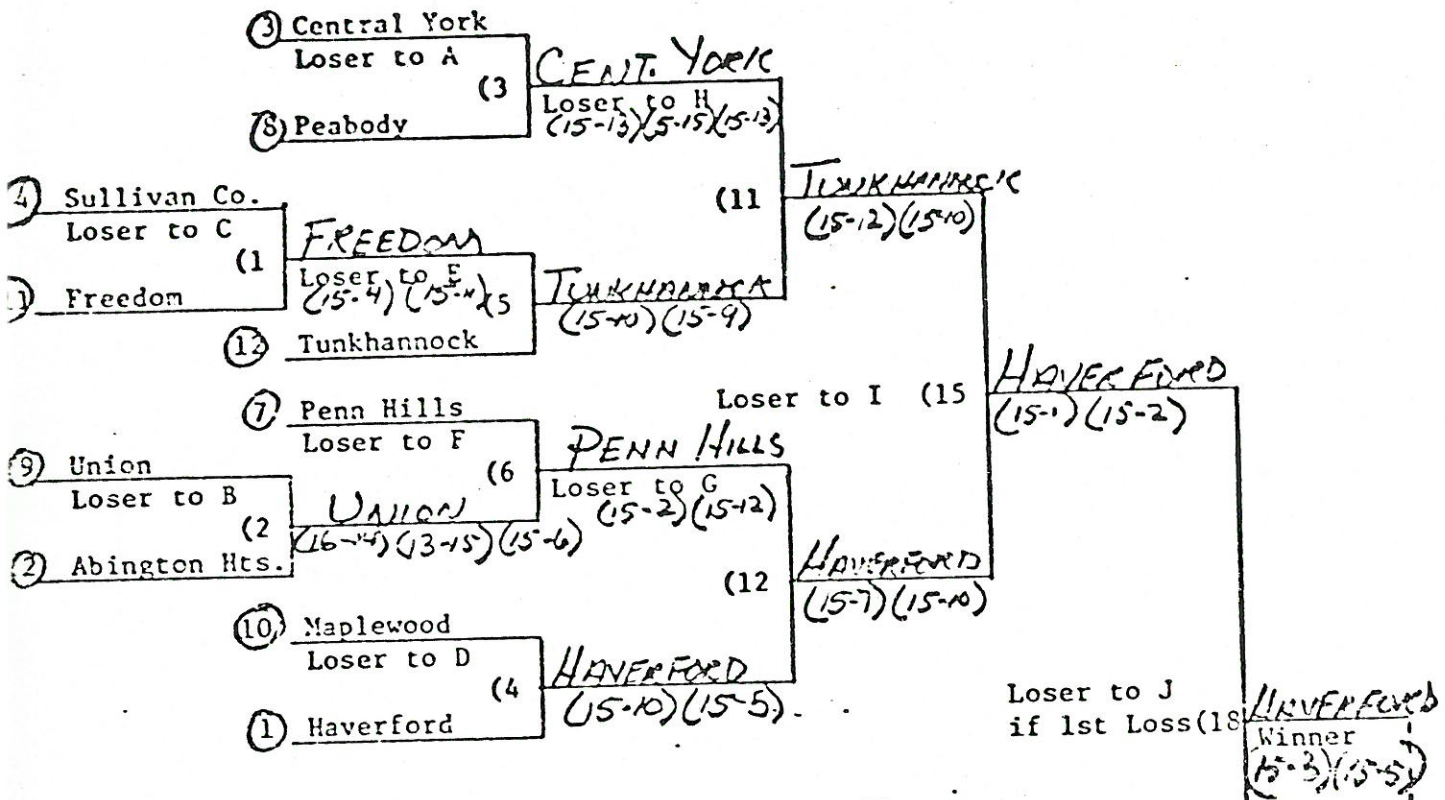 3 Central York
Loser to A
(3
CENT. YORK
Loser to H
(15-13)(5-15)(15-13)
8 Peabody
4) Sullivan Co.
Loser to C
(1
FREEDOM
Loser to E
(15-4)
(5
) Freedom
12 Tunkhannock
TUNKHANNOCK
(15-10)(15-9)
(11
TUNKHANNOCK
(15-12)(15-10)
7 Penn Hills
Loser to F
(6
PENN HILLS
Loser to G
(15-2)(15-12)
9 Union
Loser to B
(2
UNION
(16-14)(13-15)(15-6)
2 Abington Hts.
10 Maplewood
Loser to D
(4
HAVERFORD
(15-10)(15-5)
1 Haverford
(12
HAVERFORD
(15-7)(15-10)
Loser to I (15
HAVERFORD
(15-1)(15-2)
Loser to J
if 1st Loss(18
HAVERFORD
Winner
(15-3)(15-5)